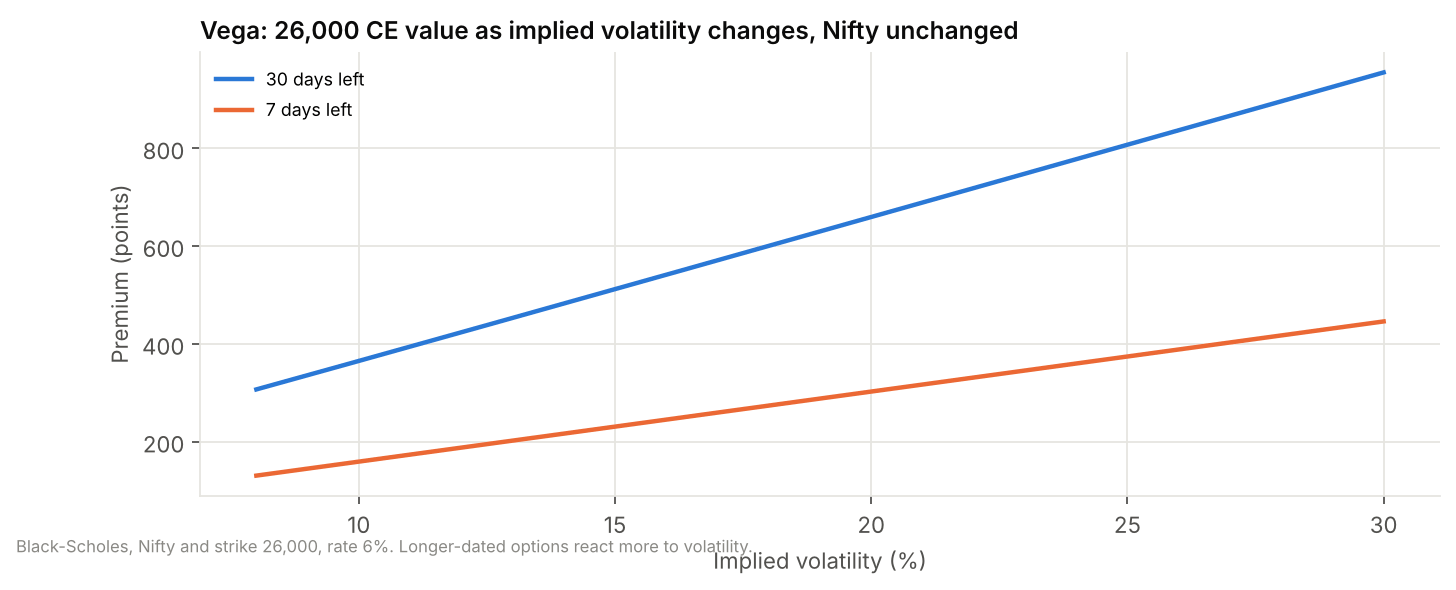 Vega: 26,000 CE value as implied volatility changes, Nifty unchanged
30 days left
7 days left
Premium (points)
800
600
400
200
10 15 20 25 30
Black-Scholes, Nifty and strike 26,000, rate 6%. Longer-dated options react more to volatility.
Implied volatility (%)